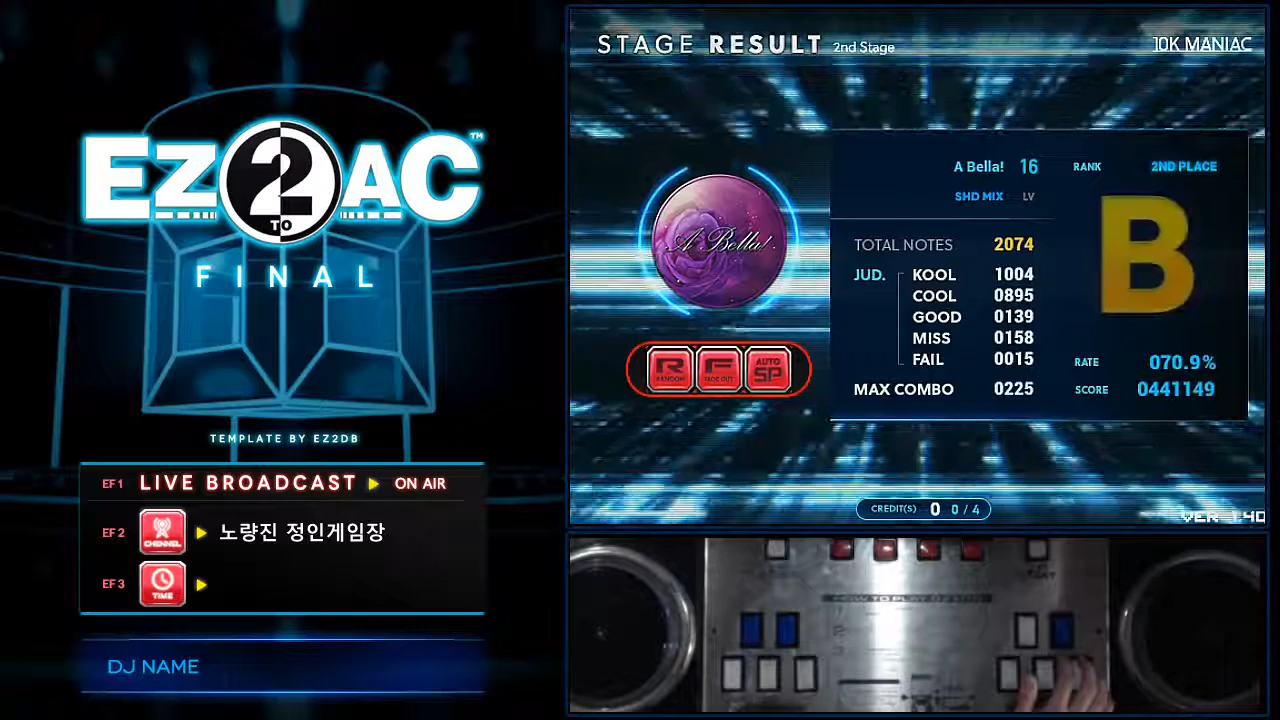 EZ2AC™
TO
FINAL
TEMPLATE BY EZ2DB
EF1 LIVE BROADCAST ▶ ON AIR
EF2 CHANNEL ▶ 노량진 정인게임장
EF3 TIME ▶
DJ NAME
STAGE RESULT 2nd Stage
10K MANIAC
A Bella!
R RANDOM
F FADE OUT
AUTO SP
A Bella! 16
SHD MIX LV
RANK 2ND PLACE
B
TOTAL NOTES 2074
JUD. KOOL 1004
COOL 0895
GOOD 0139
MISS 0158
FAIL 0015
MAX COMBO 0225
RATE 070.9%
SCORE 0441149
CREDIT(S) 0 0 / 4
VER 1.40